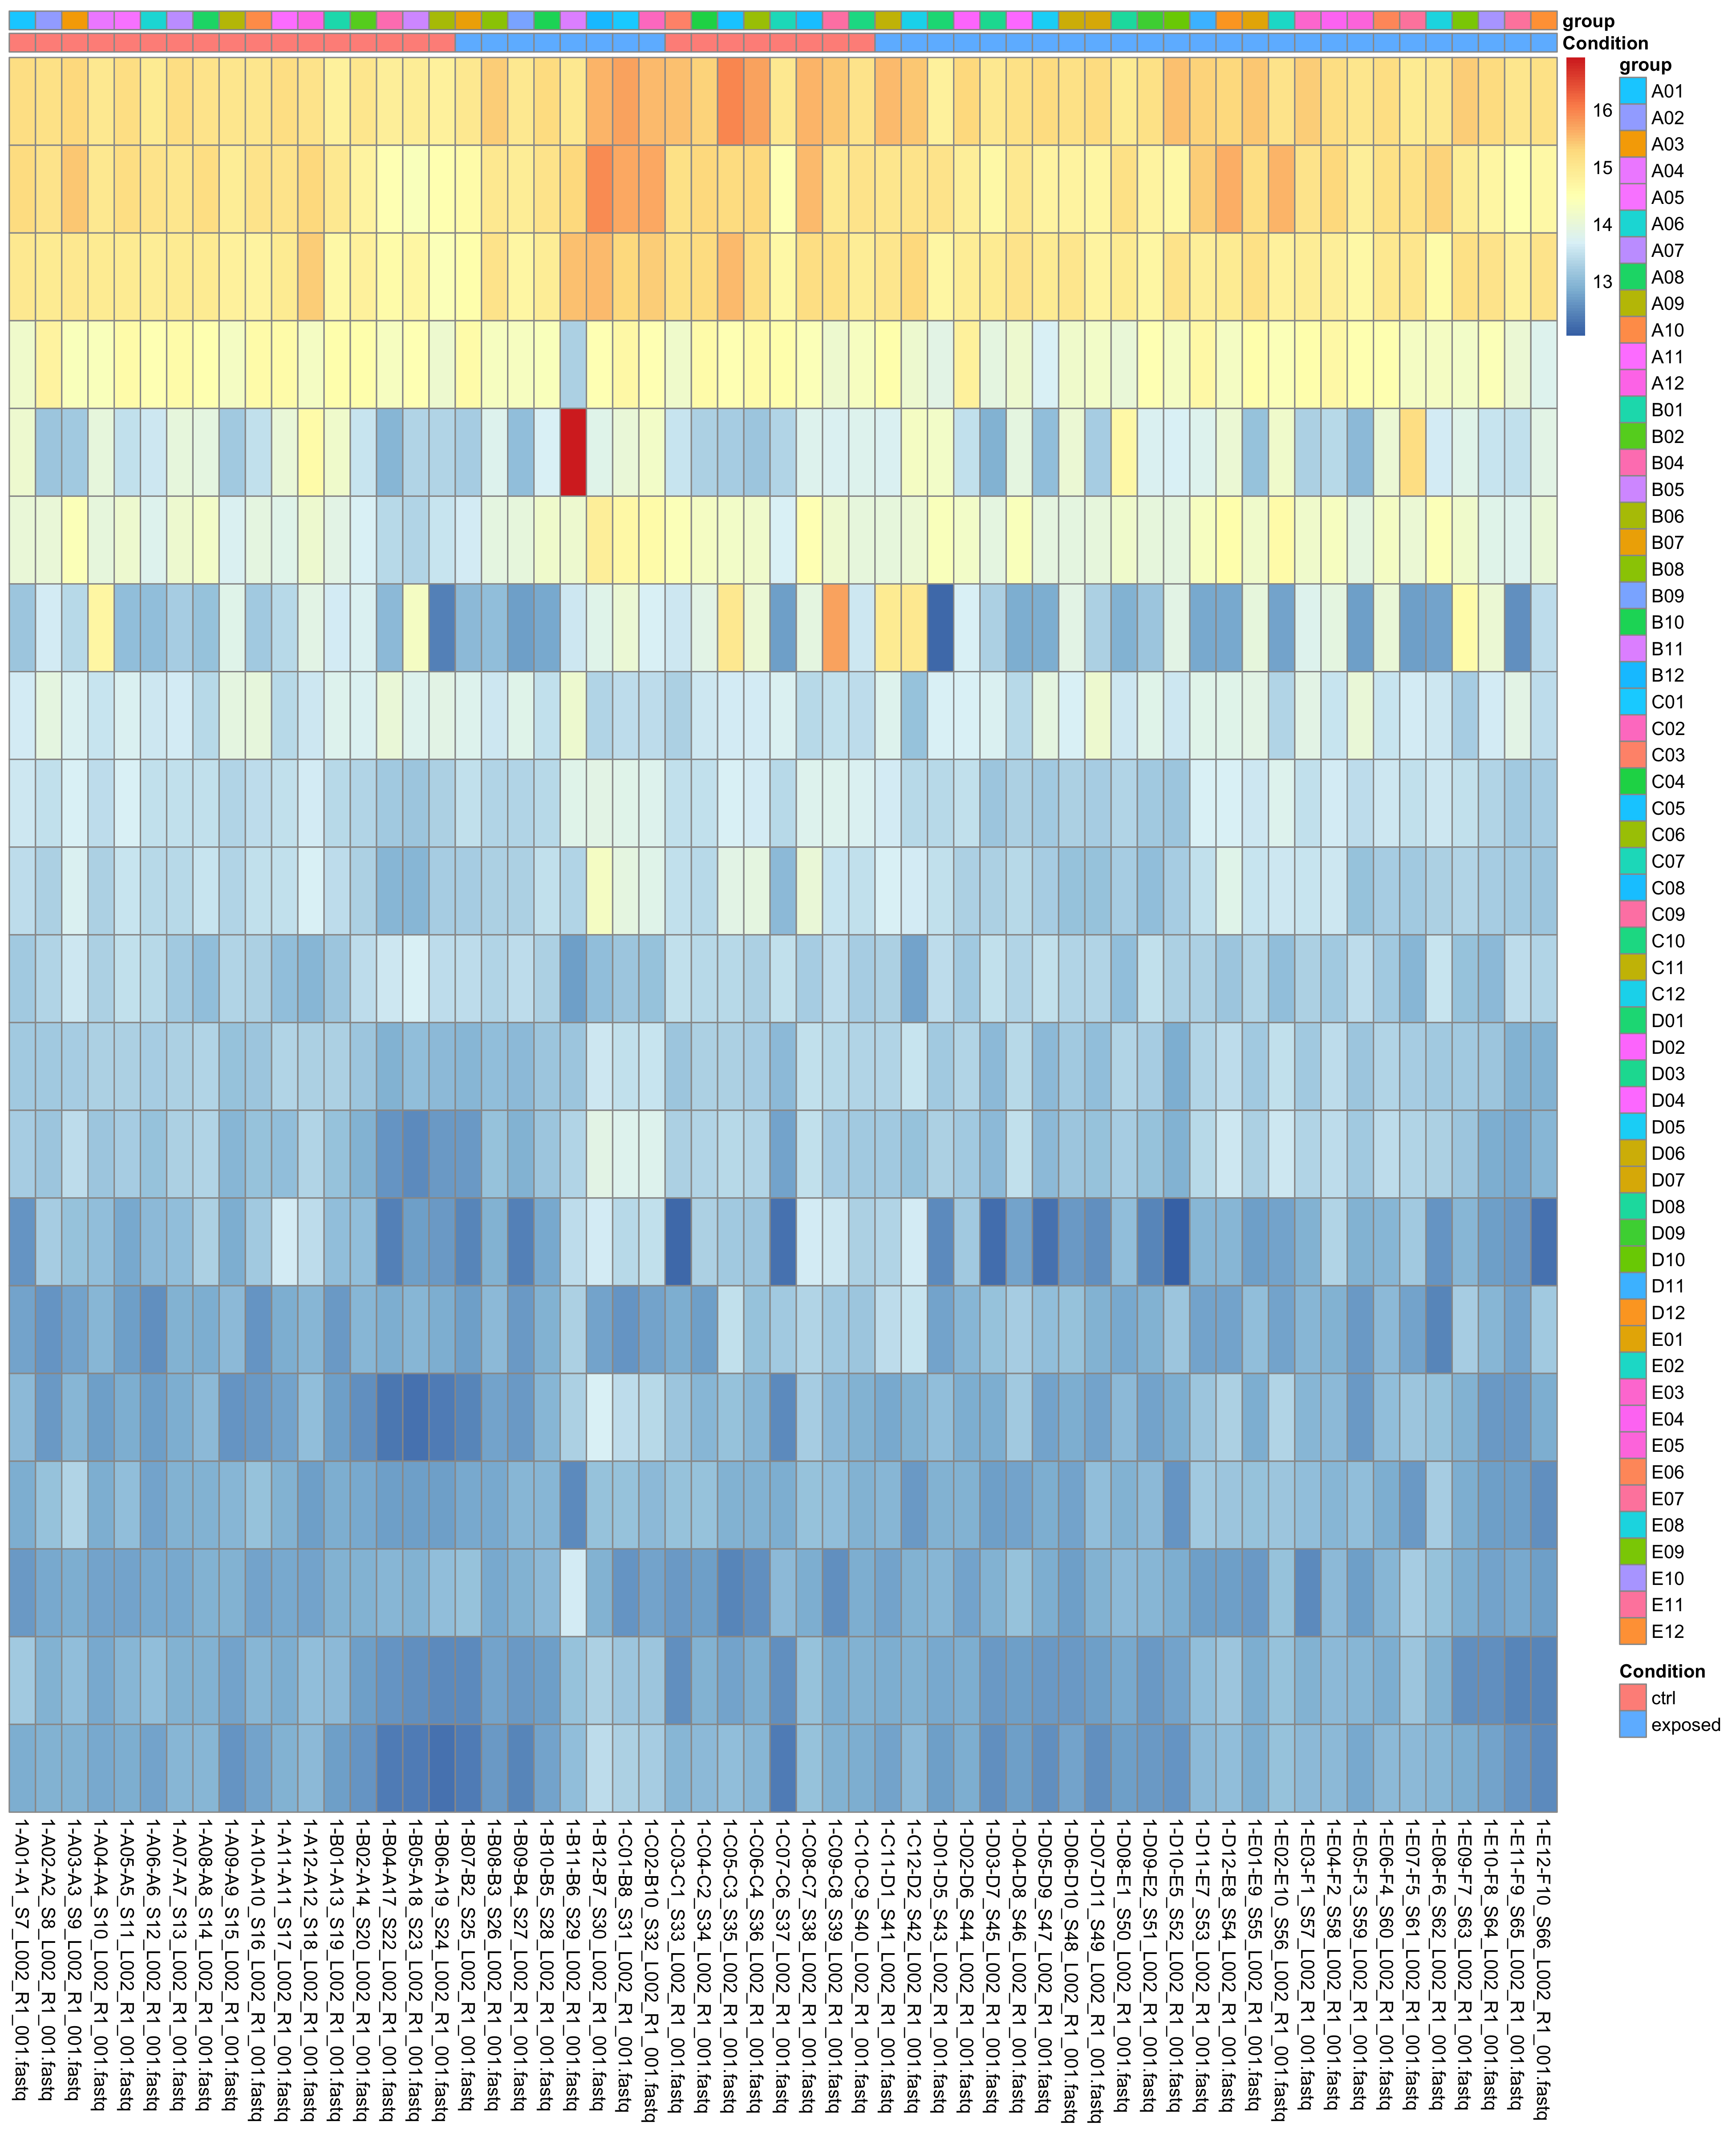 group
Condition
16
15
14
13
group
A01
A02
A03
A04
A05
A06
A07
A08
A09
A10
A11
A12
B01
B02
B04
B05
B06
B07
B08
B09
B10
B11
B12
C01
C02
C03
C04
C05
C06
C07
C08
C09
C10
C11
C12
D01
D02
D03
D04
D05
D06
D07
D08
D09
D10
D11
D12
E01
E02
E03
E04
E05
E06
E07
E08
E09
E10
E11
E12
Condition
ctrl
exposed
1-A01-A1_S7_L002_R1_001.fastq
1-A02-A2_S8_L002_R1_001.fastq
1-A03-A3_S9_L002_R1_001.fastq
1-A04-A4_S10_L002_R1_001.fastq
1-A05-A5_S11_L002_R1_001.fastq
1-A06-A6_S12_L002_R1_001.fastq
1-A07-A7_S13_L002_R1_001.fastq
1-A08-A8_S14_L002_R1_001.fastq
1-A09-A9_S15_L002_R1_001.fastq
1-A10-A10_S16_L002_R1_001.fastq
1-A11-A11_S17_L002_R1_001.fastq
1-A12-A12_S18_L002_R1_001.fastq
1-B01-A13_S19_L002_R1_001.fastq
1-B02-A14_S20_L002_R1_001.fastq
1-B04-A17_S22_L002_R1_001.fastq
1-B05-A18_S23_L002_R1_001.fastq
1-B06-A19_S24_L002_R1_001.fastq
1-B07-B2_S25_L002_R1_001.fastq
1-B08-B3_S26_L002_R1_001.fastq
1-B09-B4_S27_L002_R1_001.fastq
1-B10-B5_S28_L002_R1_001.fastq
1-B11-B6_S29_L002_R1_001.fastq
1-B12-B7_S30_L002_R1_001.fastq
1-C01-B8_S31_L002_R1_001.fastq
1-C02-B10_S32_L002_R1_001.fastq
1-C03-C1_S33_L002_R1_001.fastq
1-C04-C2_S34_L002_R1_001.fastq
1-C05-C3_S35_L002_R1_001.fastq
1-C06-C4_S36_L002_R1_001.fastq
1-C07-C6_S37_L002_R1_001.fastq
1-C08-C7_S38_L002_R1_001.fastq
1-C09-C8_S39_L002_R1_001.fastq
1-C10-C9_S40_L002_R1_001.fastq
1-C11-D1_S41_L002_R1_001.fastq
1-C12-D2_S42_L002_R1_001.fastq
1-D01-D5_S43_L002_R1_001.fastq
1-D02-D6_S44_L002_R1_001.fastq
1-D03-D7_S45_L002_R1_001.fastq
1-D04-D8_S46_L002_R1_001.fastq
1-D05-D9_S47_L002_R1_001.fastq
1-D06-D10_S48_L002_R1_001.fastq
1-D07-D11_S49_L002_R1_001.fastq
1-D08-E1_S50_L002_R1_001.fastq
1-D09-E2_S51_L002_R1_001.fastq
1-D10-E5_S52_L002_R1_001.fastq
1-D11-E7_S53_L002_R1_001.fastq
1-D12-E8_S54_L002_R1_001.fastq
1-E01-E9_S55_L002_R1_001.fastq
1-E02-E10_S56_L002_R1_001.fastq
1-E03-F1_S57_L002_R1_001.fastq
1-E04-F2_S58_L002_R1_001.fastq
1-E05-F3_S59_L002_R1_001.fastq
1-E06-F4_S60_L002_R1_001.fastq
1-E07-F5_S61_L002_R1_001.fastq
1-E08-F6_S62_L002_R1_001.fastq
1-E09-F7_S63_L002_R1_001.fastq
1-E10-F8_S64_L002_R1_001.fastq
1-E11-F9_S65_L002_R1_001.fastq
1-E12-F10_S66_L002_R1_001.fastq